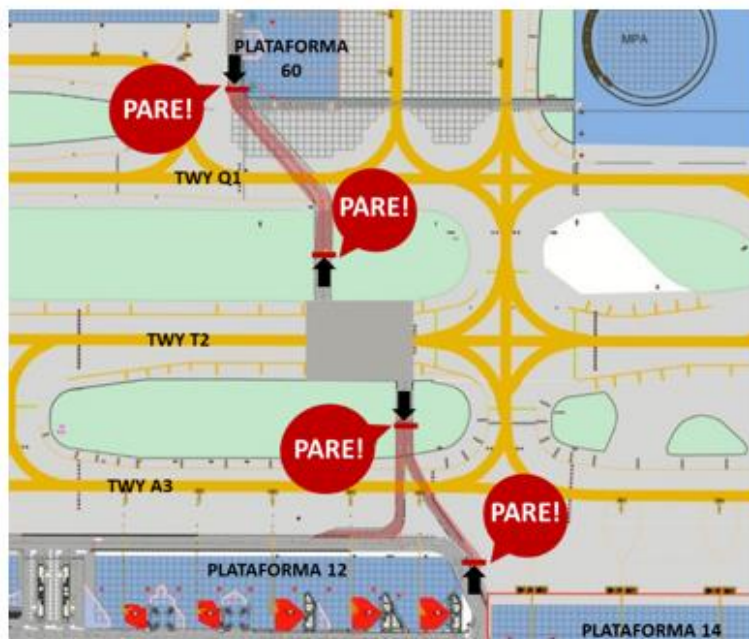 PLATAFORMA
60
MPA
PARE!
TWY Q1
PARE!
TWY T2
PARE!
TWY A3
PARE!
PLATAFORMA 12
PLATAFORMA 14